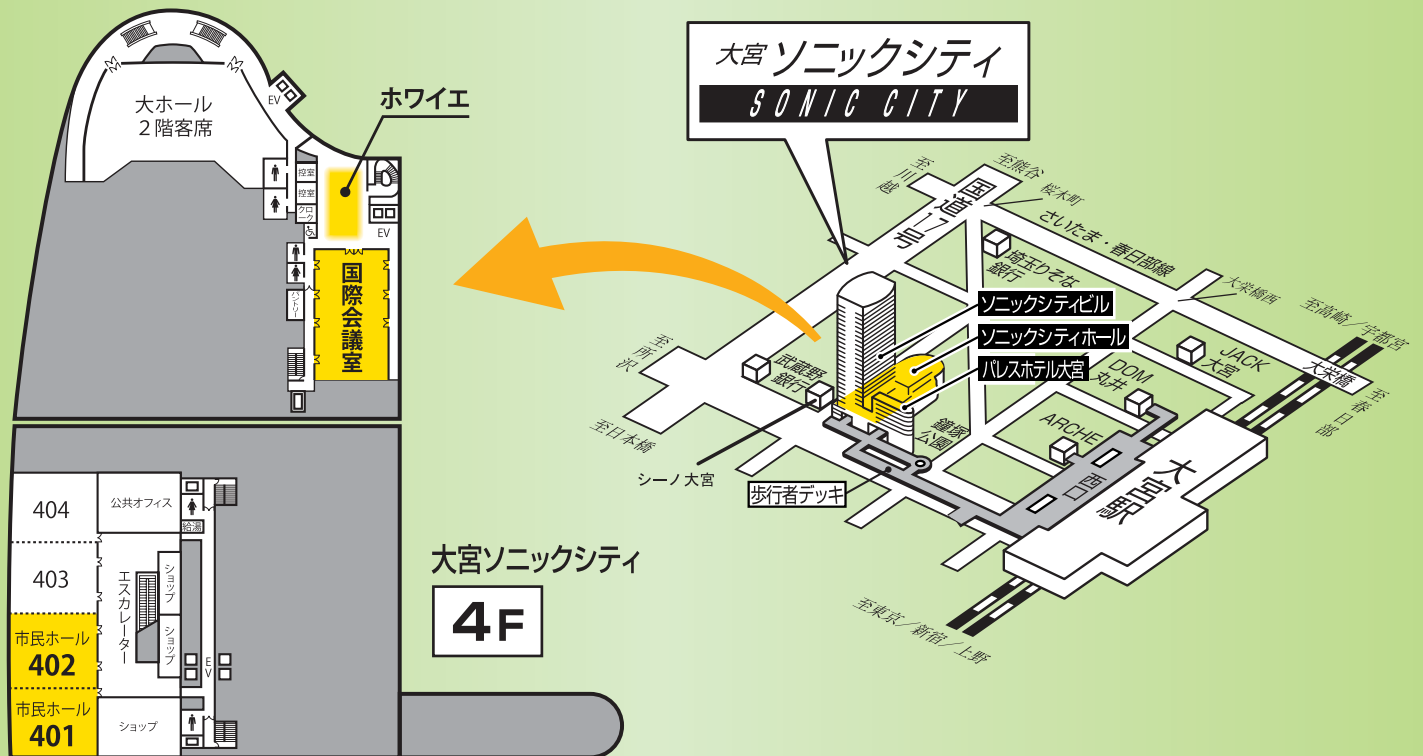 大ホール
２階客席
EV
ホワイエ
控室
控室
クロ
ーク
EV
パントリー
国際会議室
404
公共オフィス
給湯
403
エスカレーター
ショップ
ショップ
市民ホール
402
EV
市民ホール
401
ショップ
大宮ソニックシティ
4F
大宮 ソニックシティ
SONIC CITY
至川越
至熊谷
桜木町
国道17号
さいたま・春日部線
埼玉りそな
銀行
大栄橋西
至高崎／宇都宮
ソニックシティビル
ソニックシティホール
パレスホテル大宮
至所沢
武蔵野
銀行
JACK
大宮
DOM
丸井
大栄橋
至春日部
至日本橋
鐘塚
公園
ARCHE
シーノ大宮
歩行者デッキ
西口
大宮駅
至東京／新宿／上野